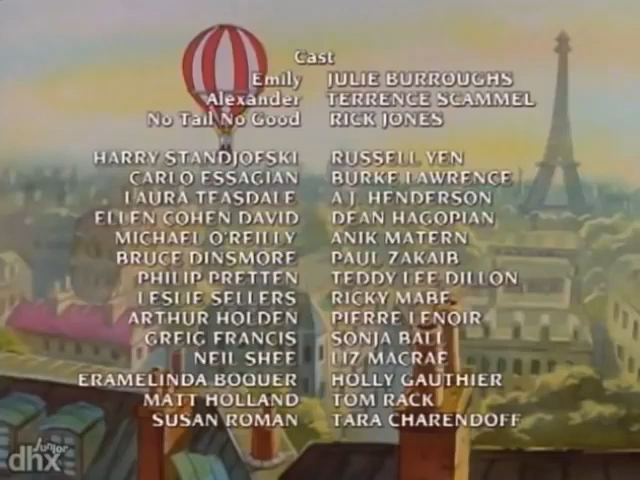 Cast
Emily JULIE BURROUGHS
Alexander TERRENCE SCAMMEL
No Tail No Good RICK JONES
HARRY STANDJOFSKI RUSSELL YEN
CARLO ESSAGIAN BURKE LAWRENCE
LAURA TEASDALE A.J. HENDERSON
ELLEN COHEN DAVID DEAN HAGOPIAN
MICHAEL O'REILLY ANIK MATERN
BRUCE DINSMORE PAUL ZAKAIB
PHILIP PRETTEN TEDDY LEE DILLON
LESLIE SELLERS RICKY MABE
ARTHUR HOLDEN PIERRE LENOIR
GREIG FRANCIS SONJA BALL
NEIL SHEE LIZ MACRAE
ERAMELINDA BOQUER HOLLY GAUTHIER
MATT HOLLAND TOM RACK
SUSAN ROMAN TARA CHARENDOFF
dhx Junior